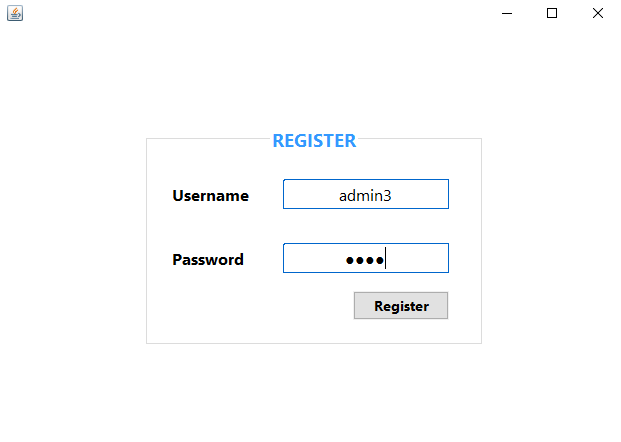 REGISTER
Username
admin3
Password
●●●●
Register